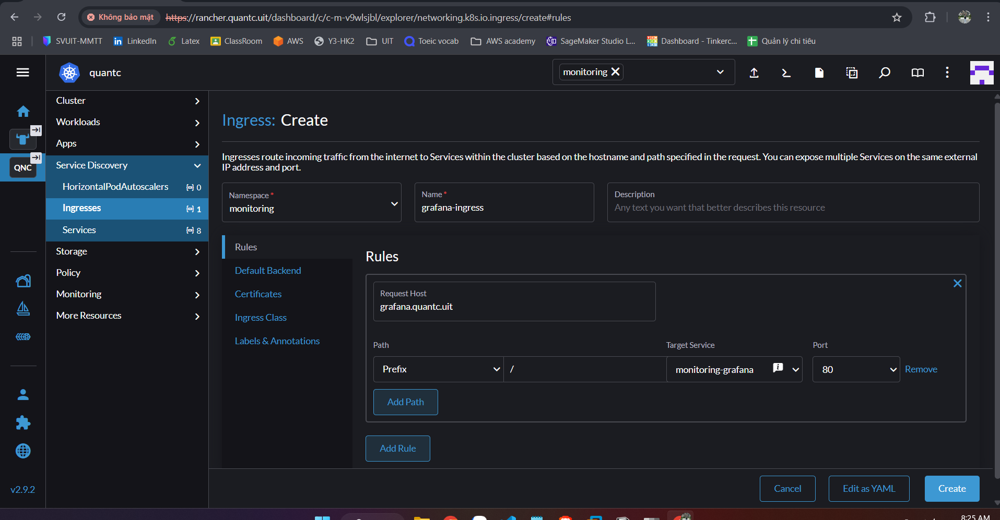 Không bảo mật https://rancher.quantc.uit/dashboard/c/c-m-v9wlsjbl/explorer/networking.k8s.io.ingress/create#rules
SVUIT-MMTT LinkedIn Latex ClassRoom AWS Y3-HK2 UIT Toeic vocab AWS academy SageMaker Studio L... Dashboard - Tinkerc... Quản lý chi tiêu
quantc
monitoring
Cluster
Workloads
Apps
Service Discovery
HorizontalPodAutoscalers 0
Ingresses 1
Services 8
Storage
Policy
Monitoring
More Resources
QNC
v2.9.2
Ingress: Create
Ingresses route incoming traffic from the internet to Services within the cluster based on the hostname and path specified in the request. You can expose multiple Services on the same external
IP address and port.
Namespace *
monitoring
Name *
grafana-ingress
Description
Any text you want that better describes this resource
Rules
Default Backend
Certificates
Ingress Class
Labels & Annotations
Rules
Request Host
grafana.quantc.uit
Path Target Service Port
Prefix / monitoring-grafana 80 Remove
Add Path
Add Rule
Cancel Edit as YAML Create
8:25 AM